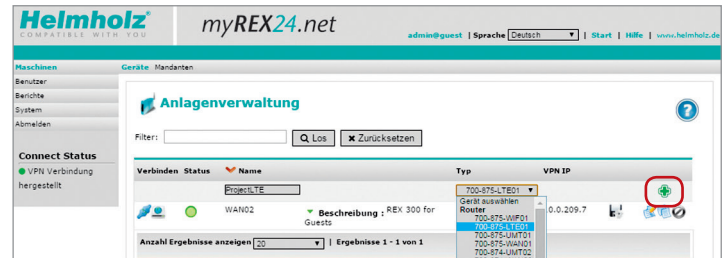 Helmholz®
COMPATIBLE WITH YOU
myREX24.net
admin@guest | Sprache Deutsch | Start | Hilfe | www.helmholz.de
Maschinen
Benutzer
Berichte
System
Abmelden
Connect Status
VPN Verbindung
hergestellt
Geräte Mandanten
Anlagenverwaltung
Filter: Los Zurücksetzen
Verbinden Status Name Typ VPN IP
ProjectLTE 700-875-LTE01
WAN02 Beschreibung : REX 300 for
Guests
.0.0.209.7
Gerät auswählen
Router
700-875-WIF01
700-875-LTE01
700-875-UMT01
700-875-WAN01
700-874-UMT02
Anzahl Ergebnisse anzeigen 20 | Ergebnisse 1 - 1 von 1